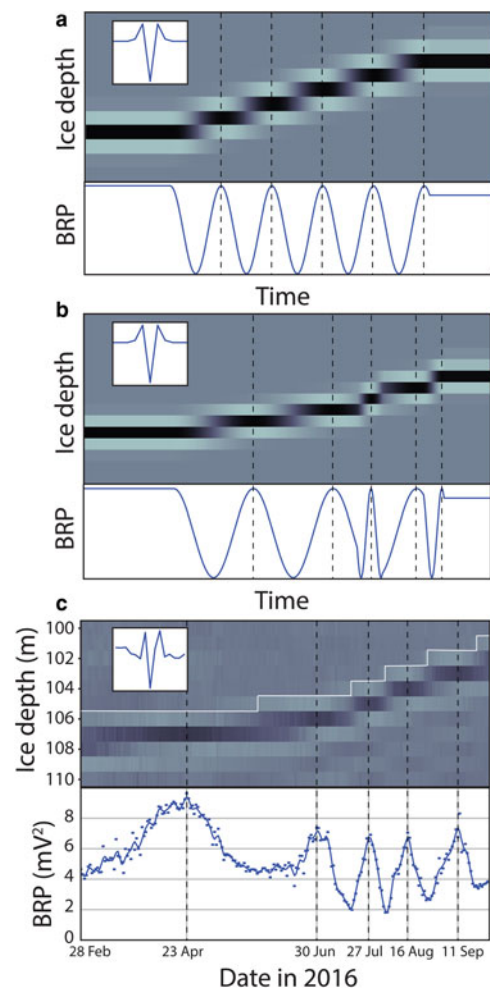 a
Ice depth
BRP
Time
b
Ice depth
BRP
Time
c
100
102
104
106
108
110
Ice depth (m)
8
6
4
2
0
BRP (mV²)
28 Feb 23 Apr 30 Jun 27 Jul 16 Aug 11 Sep
Date in 2016